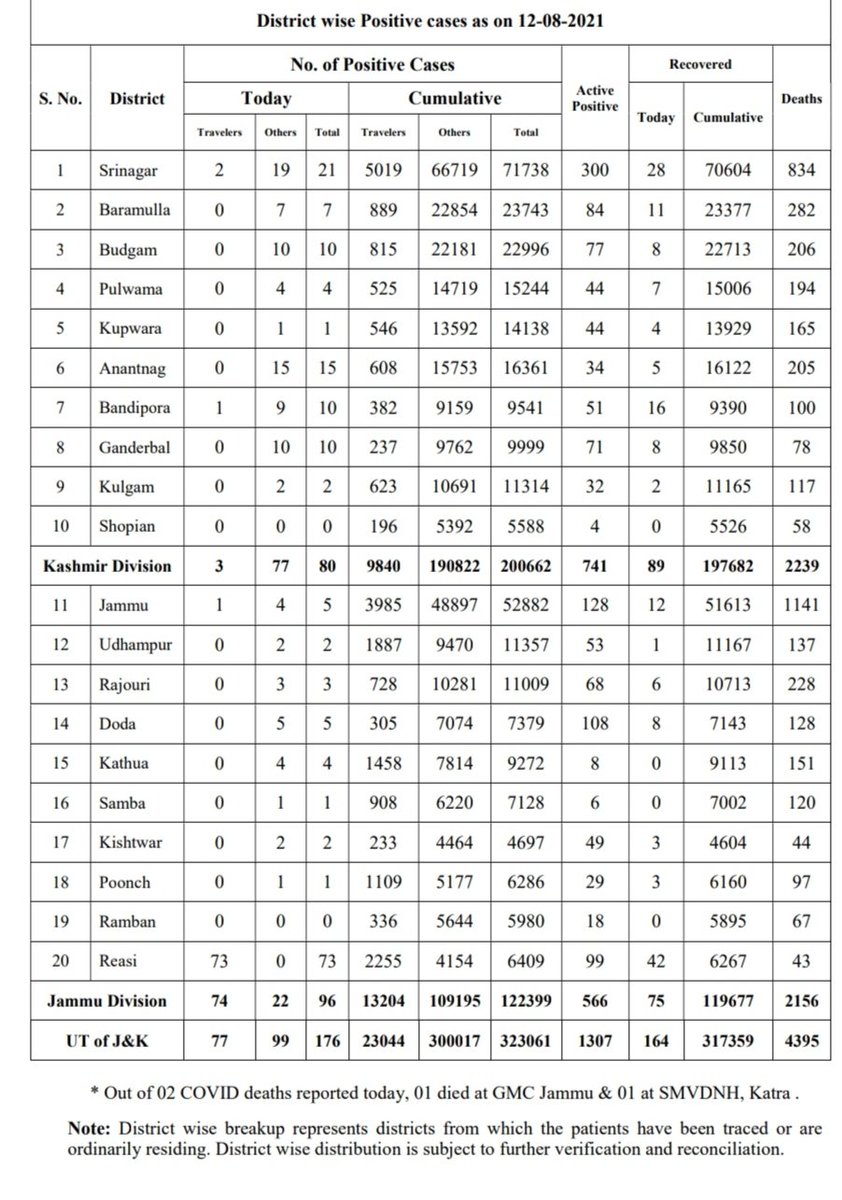 District wise Positive cases as on 12-08-2021
S. No. District No. of Positive Cases Active Positive Recovered Deaths
Today Cumulative Today Cumulative
Travelers Others Total Travelers Others Total
1 Srinagar 2 19 21 5019 66719 71738 300 28 70604 834
2 Baramulla 0 7 7 889 22854 23743 84 11 23377 282
3 Budgam 0 10 10 815 22181 22996 77 8 22713 206
4 Pulwama 0 4 4 525 14719 15244 44 7 15006 194
5 Kupwara 0 1 1 546 13592 14138 44 4 13929 165
6 Anantnag 0 15 15 608 15753 16361 34 5 16122 205
7 Bandipora 1 9 10 382 9159 9541 51 16 9390 100
8 Ganderbal 0 10 10 237 9762 9999 71 8 9850 78
9 Kulgam 0 2 2 623 10691 11314 32 2 11165 117
10 Shopian 0 0 0 196 5392 5588 4 0 5526 58
Kashmir Division 3 77 80 9840 190822 200662 741 89 197682 2239
11 Jammu 1 4 5 3985 48897 52882 128 12 51613 1141
12 Udhampur 0 2 2 1887 9470 11357 53 1 11167 137
13 Rajouri 0 3 3 728 10281 11009 68 6 10713 228
14 Doda 0 5 5 305 7074 7379 108 8 7143 128
15 Kathua 0 4 4 1458 7814 9272 8 0 9113 151
16 Samba 0 1 1 908 6220 7128 6 0 7002 120
17 Kishtwar 0 2 2 233 4464 4697 49 3 4604 44
18 Poonch 0 1 1 1109 5177 6286 29 3 6160 97
19 Ramban 0 0 0 336 5644 5980 18 0 5895 67
20 Reasi 73 0 73 2255 4154 6409 99 42 6267 43
Jammu Division 74 22 96 13204 109195 122399 566 75 119677 2156
UT of J&K 77 99 176 23044 300017 323061 1307 164 317359 4395
* Out of 02 COVID deaths reported today, 01 died at GMC Jammu & 01 at SMVDNH, Katra .
Note: District wise breakup represents districts from which the patients have been traced or are
ordinarily residing. District wise distribution is subject to further verification and reconciliation.